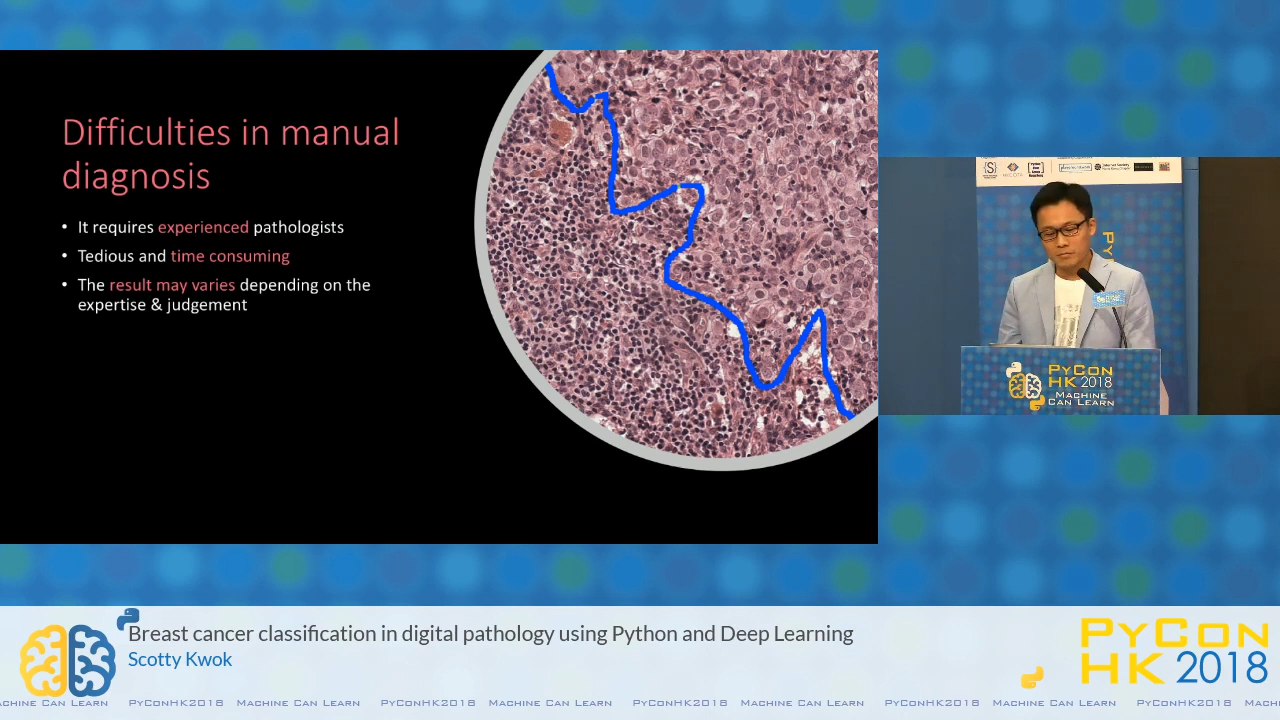 Difficulties in manual
diagnosis
• It requires experienced pathologists
• Tedious and time consuming
• The result may varies depending on the
expertise & judgement
PYCON
HK 2018
MACHINE
CAN LEARN
Breast cancer classification in digital pathology using Python and Deep Learning
Scotty Kwok
PYCON
HK 2018
ACHINE CAN LEARN PYCONHK2018 MACHINE CAN LEARN PYCONHK2018 MACHINE CAN LEARN PYCONHK2018 MACHINE CAN LEARN PYCONHK2018 MACHINE CAN LEARN PYCONHK2018 MACH